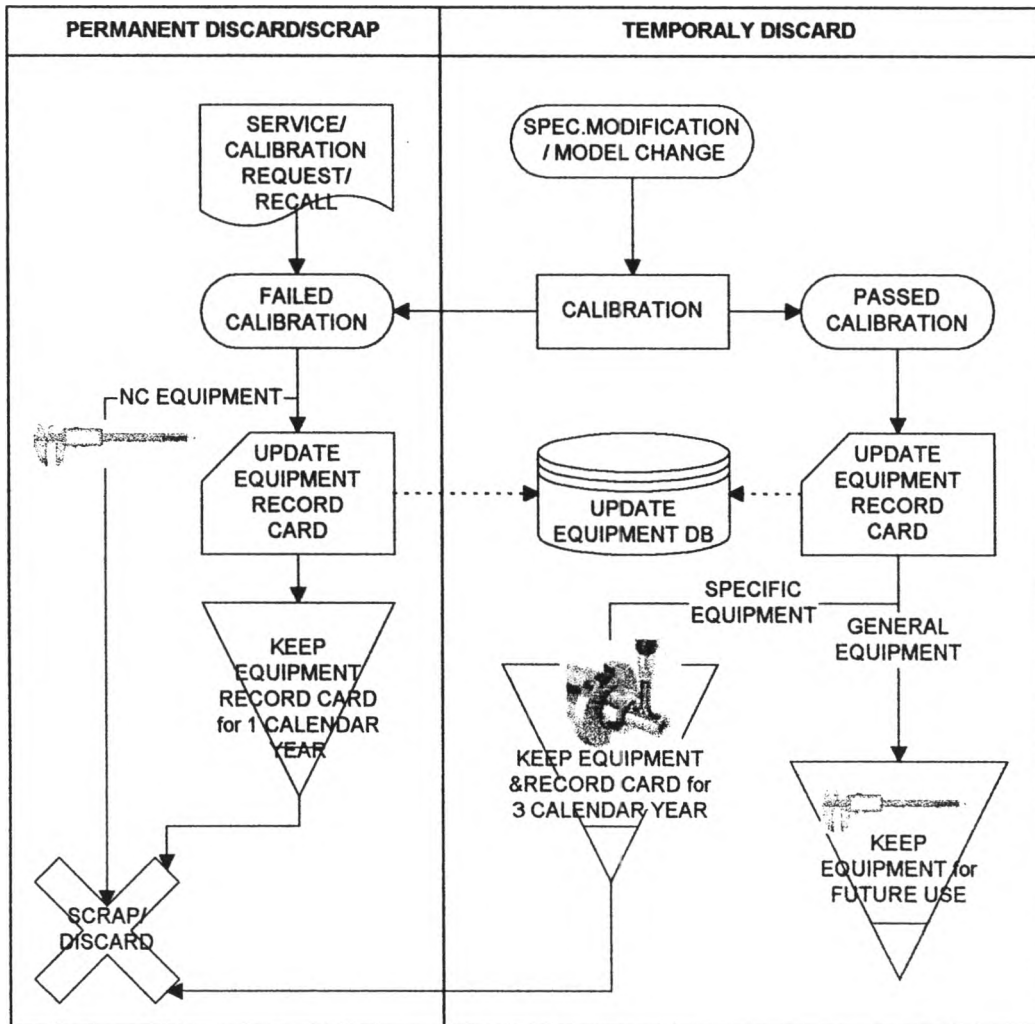 PERMANENT DISCARD/SCRAP
TEMPORALY DISCARD
SERVICE/
CALIBRATION
REQUEST/
RECALL
SPEC.MODIFICATION
/ MODEL CHANGE
FAILED
CALIBRATION
CALIBRATION
PASSED
CALIBRATION
NC EQUIPMENT
UPDATE
EQUIPMENT
RECORD
CARD
UPDATE
EQUIPMENT DB
UPDATE
EQUIPMENT
RECORD
CARD
SPECIFIC
EQUIPMENT
GENERAL
EQUIPMENT
KEEP
EQUIPMENT
RECORD CARD
for 1 CALENDAR
YEAR
KEEP EQUIPMENT
&RECORD CARD for
3 CALENDAR YEAR
KEEP
EQUIPMENT for
FUTURE USE
SCRAP/
DISCARD